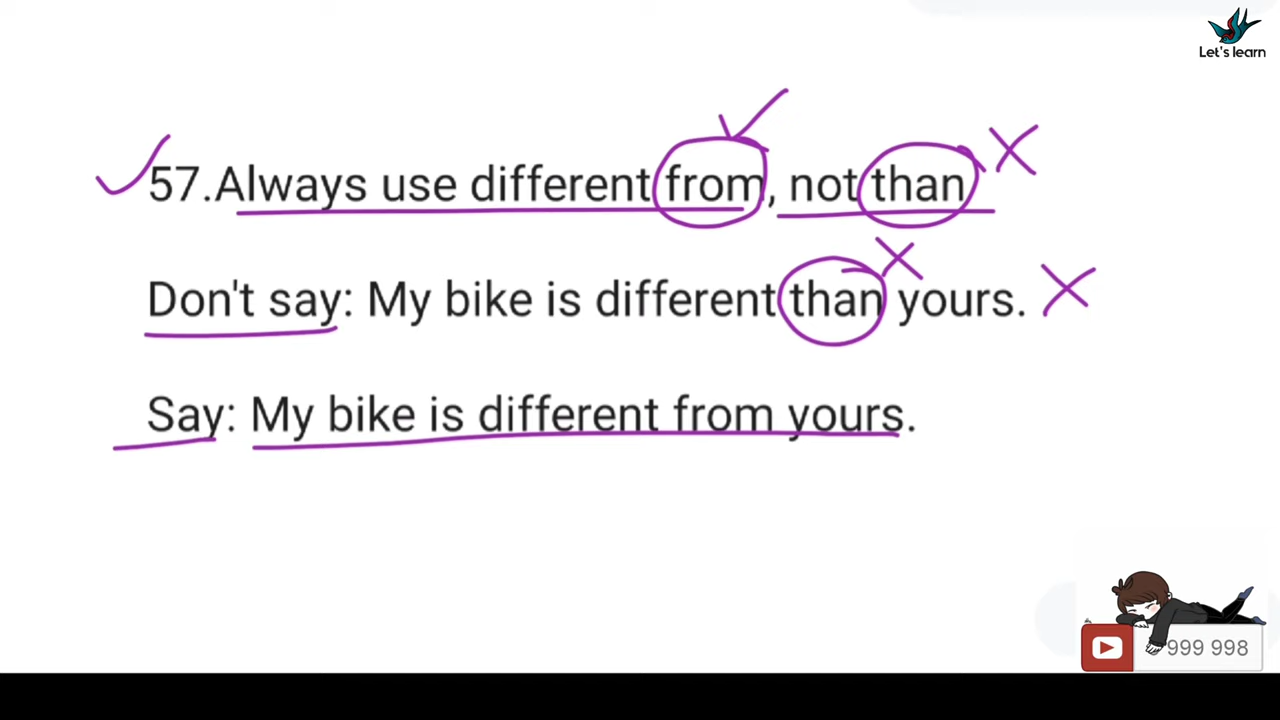 Let's learn
57.Always use different from, not than
Don't say: My bike is different than yours.
Say: My bike is different from yours.
999 998